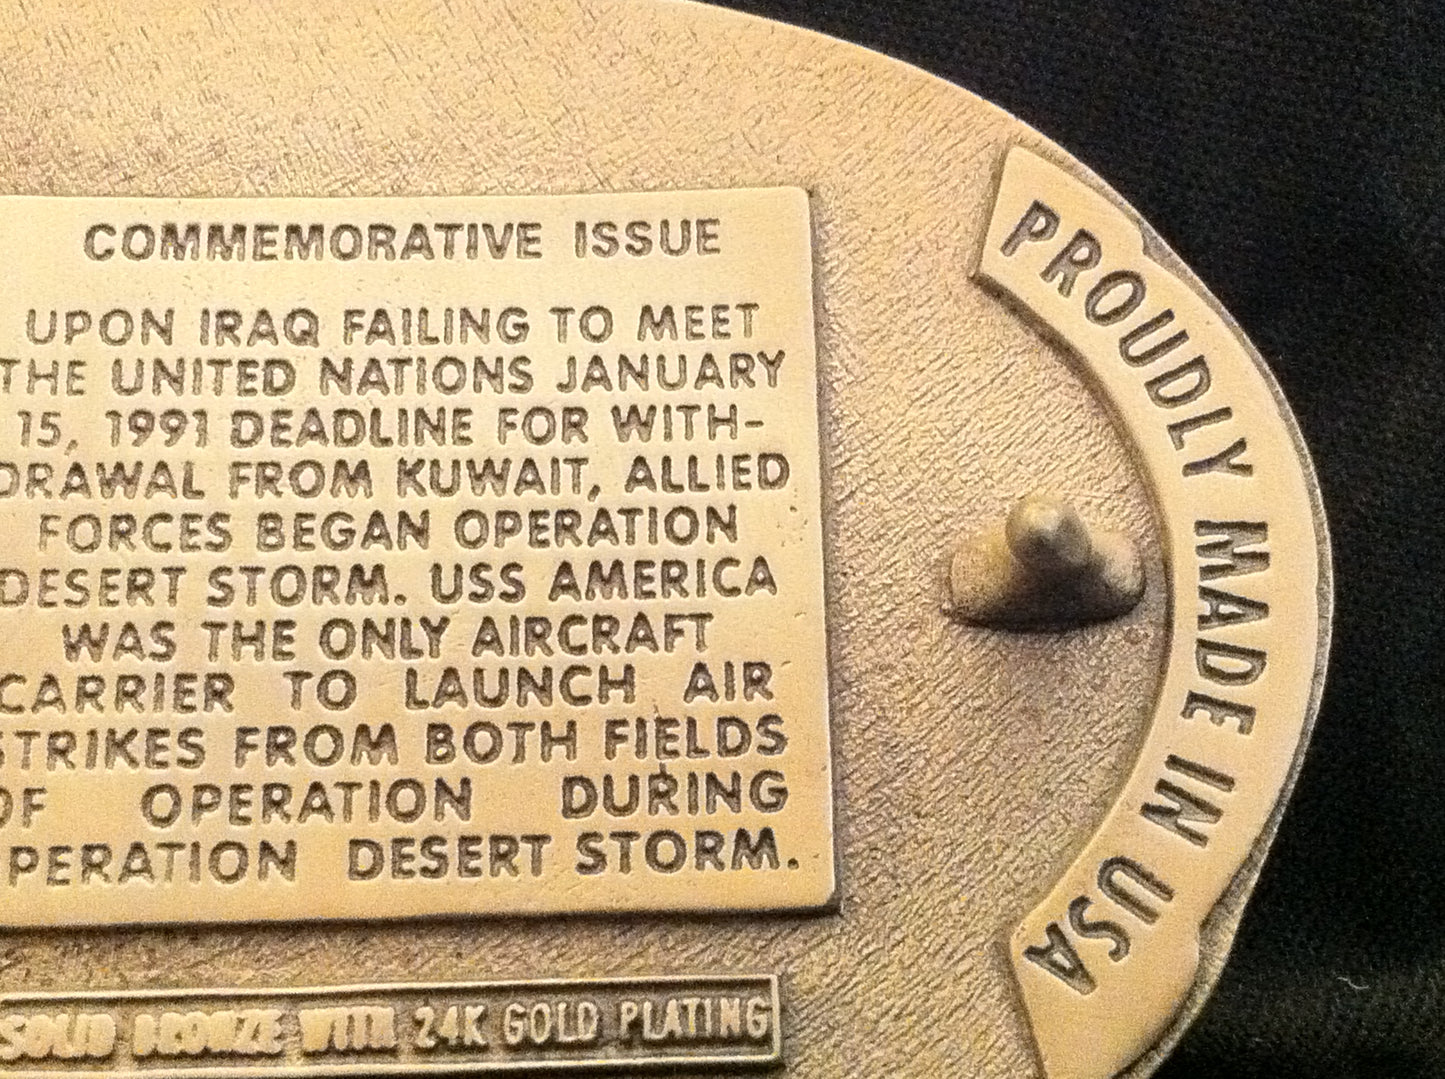 COMMEMORATIVE ISSUE
UPON IRAQ FAILING TO MEET
THE UNITED NATIONS JANUARY
15, 1991 DEADLINE FOR WITH-
DRAWAL FROM KUWAIT, ALLIED
FORCES BEGAN OPERATION
DESERT STORM. USS AMERICA
WAS THE ONLY AIRCRAFT
CARRIER TO LAUNCH AIR
STRIKES FROM BOTH FIELDS
OF OPERATION DURING
PERATION DESERT STORM.
SOLID BRONZE WITH 24K GOLD PLATING
PROUDLY MADE IN USA